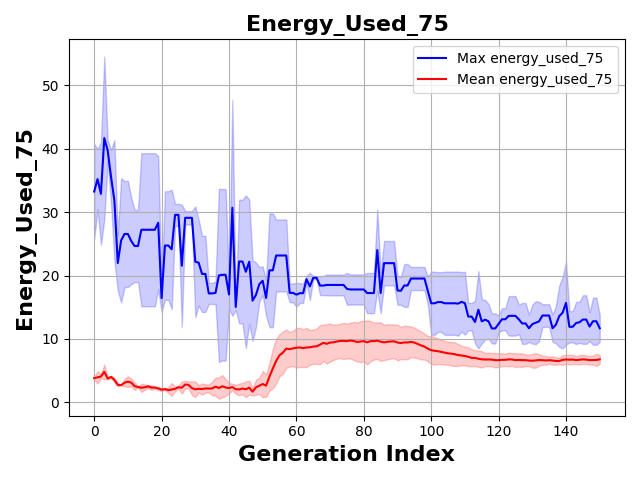 Energy_Used_75
Max energy_used_75
Mean energy_used_75
Energy_Used_75
50
40
30
20
10
0
0 20 40 60 80 100 120 140
Generation Index